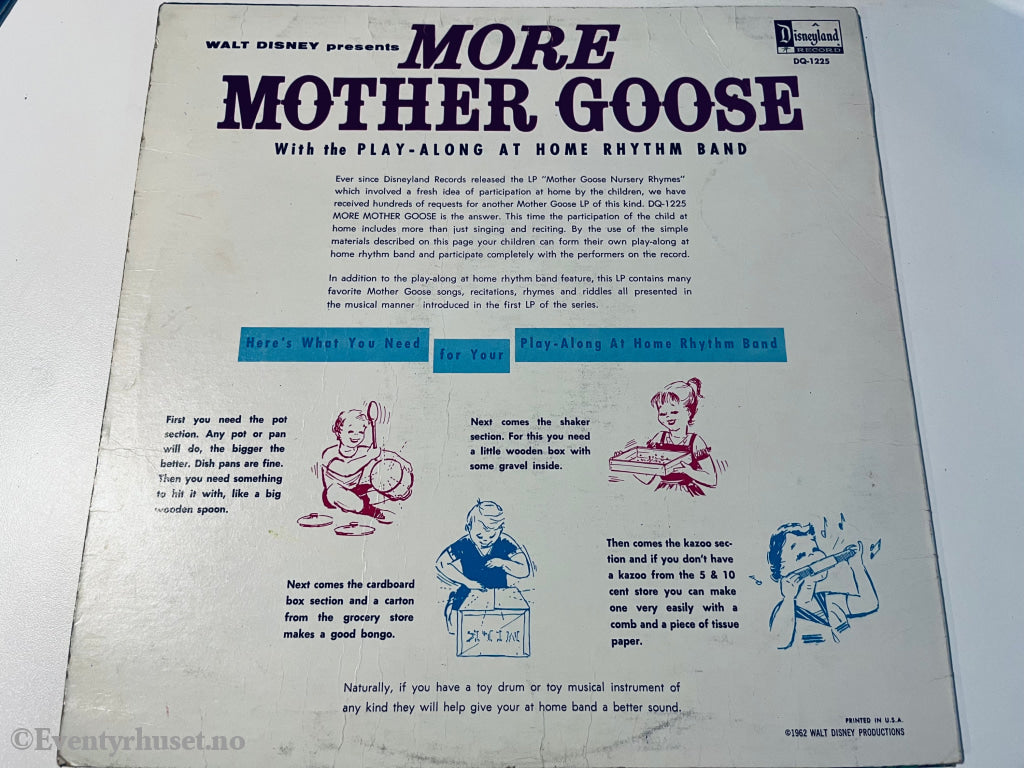 WALT DISNEY presents MORE
MOTHER GOOSE
With the PLAY-ALONG AT HOME RHYTHM BAND
Disneyland
RECORD
DQ-1225
Ever since Disneyland Records released the LP "Mother Goose Nursery Rhymes"
which involved a fresh idea of participation at home by the children, we have
received hundreds of requests for another Mother Goose LP of this kind. DQ-1225
MORE MOTHER GOOSE is the answer. This time the participation of the child at
home includes more than just singing and reciting. By the use of the simple
materials described on this page your children can form their own play-along at
home rhythm band and participate completely with the performers on the record.
In addition to the play-along at home rhythm band feature, this LP contains many
favorite Mother Goose songs, recitations, rhymes and riddles all presented in
the musical manner introduced in the first LP of the series.
Here's What You Need for Your Play-Along At Home Rhythm Band
First you need the pot
section. Any pot or pan
will do, the bigger the
better. Dish pans are fine.
Then you need something
to hit it with, like a big
wooden spoon.
Next comes the shaker
section. For this you need
a little wooden box with
some gravel inside.
Next comes the cardboard
box section and a carton
from the grocery store
makes a good bongo.
Then comes the kazoo sec-
tion and if you don't have
a kazoo from the 5 & 10
cent store you can make
one very easily with a
comb and a piece of tissue
paper.
Naturally, if you have a toy drum or toy musical instrument of
any kind they will help give your at home band a better sound.
PRINTED IN U.S.A.
©1962 WALT DISNEY PRODUCTIONS
©Eventyrhuset.no